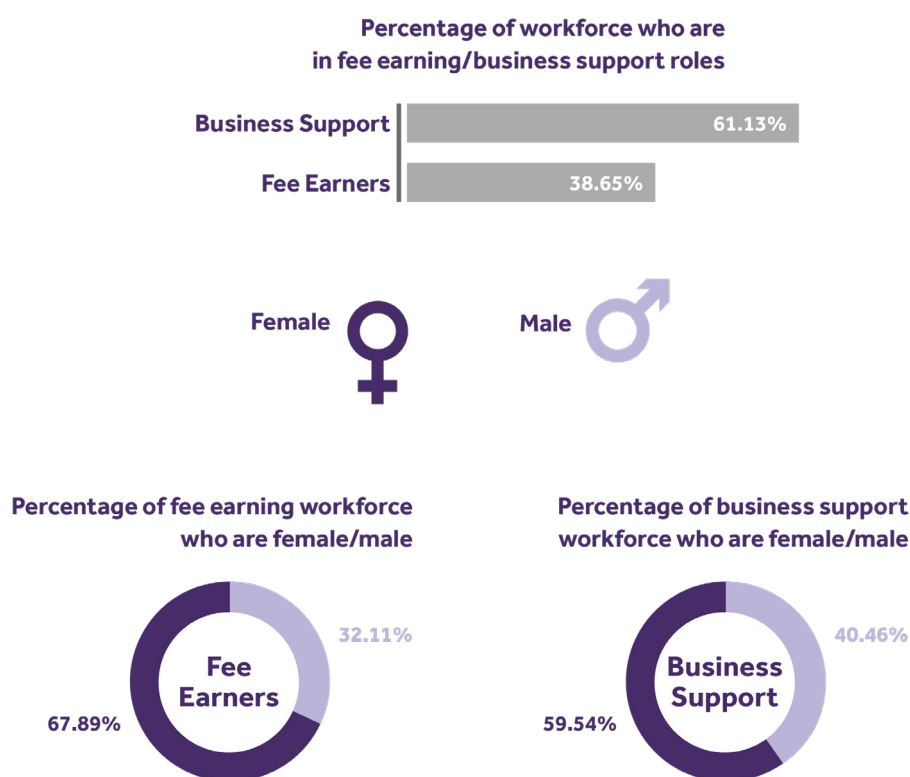 Percentage of workforce who are
in fee earning/business support roles
Business Support
61.13%
Fee Earners
38.65%
Female
Male
Percentage of fee earning workforce
who are female/male
32.11%
Fee
Earners
67.89%
Percentage of business support
workforce who are female/male
40.46%
Business
Support
59.54%